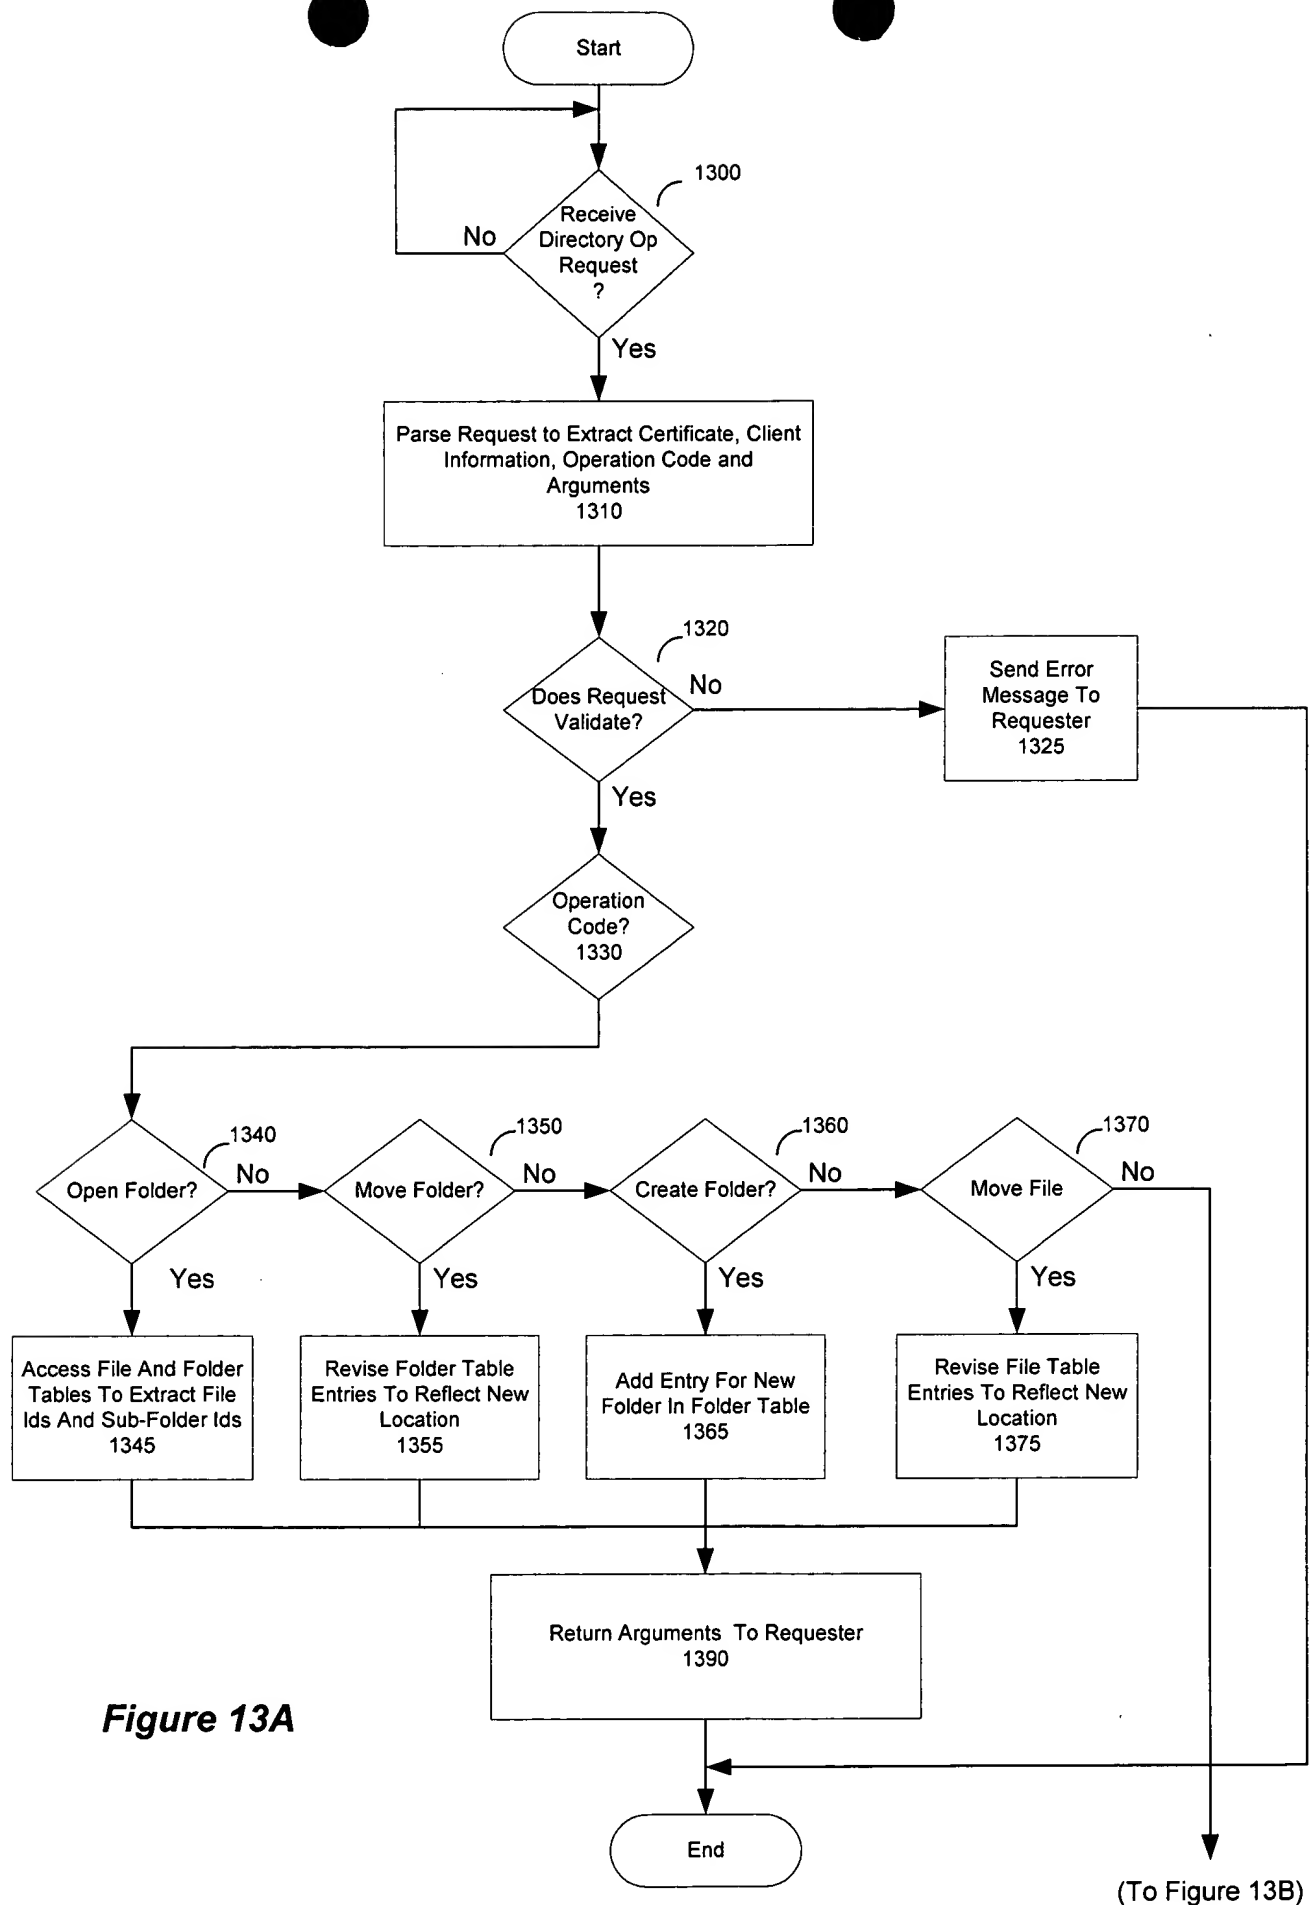 Start
1300
Receive
Directory Op
Request
?
No
Yes
Parse Request to Extract Certificate, Client
Information, Operation Code and
Arguments
1310
1320
Does Request
Validate?
No
Send Error
Message To
Requester
1325
Yes
Operation
Code?
1330
1340
Open Folder?
No
1350
Move Folder?
No
1360
Create Folder?
No
1370
Move File
No
Yes
Yes
Yes
Yes
Access File And Folder
Tables To Extract File
Ids And Sub-Folder Ids
1345
Revise Folder Table
Entries To Reflect New
Location
1355
Add Entry For New
Folder In Folder Table
1365
Revise File Table
Entries To Reflect New
Location
1375
Return Arguments To Requester
1390
Figure 13A
End
(To Figure 13B)